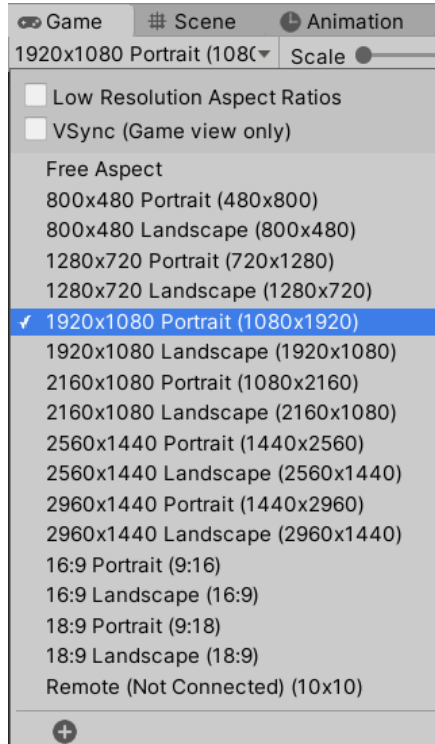 Game Scene Animation
1920x1080 Portrait (108( Scale
Low Resolution Aspect Ratios
VSync (Game view only)
Free Aspect
800x480 Portrait (480x800)
800x480 Landscape (800x480)
1280x720 Portrait (720x1280)
1280x720 Landscape (1280x720)
1920x1080 Portrait (1080x1920)
1920x1080 Landscape (1920x1080)
2160x1080 Portrait (1080x2160)
2160x1080 Landscape (2160x1080)
2560x1440 Portrait (1440x2560)
2560x1440 Landscape (2560x1440)
2960x1440 Portrait (1440x2960)
2960x1440 Landscape (2960x1440)
16:9 Portrait (9:16)
16:9 Landscape (16:9)
18:9 Portrait (9:18)
18:9 Landscape (18:9)
Remote (Not Connected) (10x10)